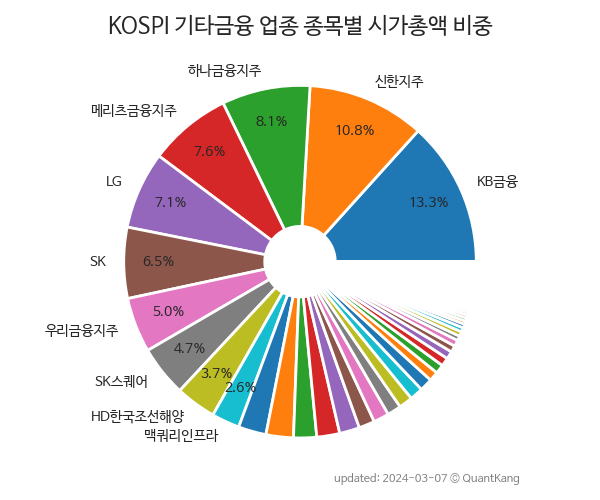 KOSPI 기타금융 업종 종목별 시가총액 비중
하나금융지주
신한지주
메리츠금융지주
8.1%
10.8%
7.6%
LG
7.1%
KB금융
13.3%
SK
6.5%
5.0%
우리금융지주
4.7%
SK스퀘어
3.7%
2.6%
HD한국조선해양
맥쿼리인프라
updated: 2024-03-07 © QuantKang